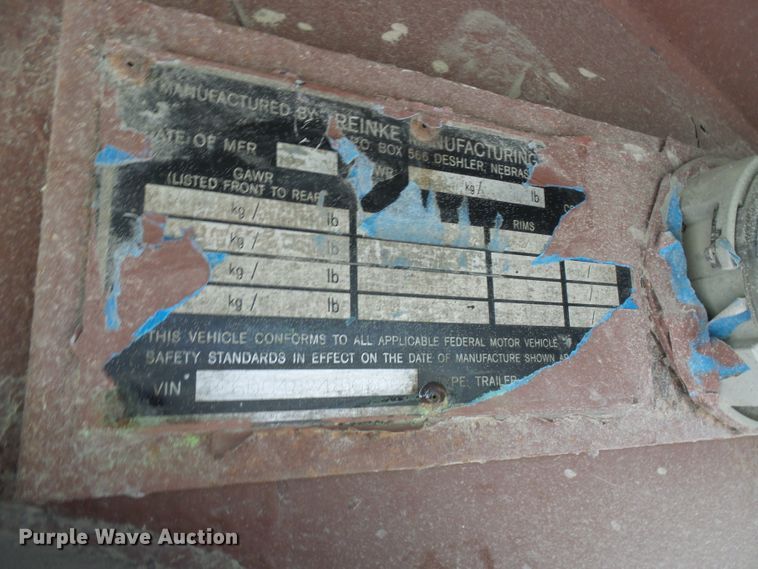 MANUFACTURED BY REINKE MANUFACTURING
P.O. BOX 566 DESHLER, NEBRAS
DATE OF MFR
kg/ lb
GAWR
(LISTED FRONT TO REAR
RIMS
kg/ lb
kg/ lb
kg/ lb
kg/ lb
THIS VEHICLE CONFORMS TO ALL APPLICABLE FEDERAL MOTOR VEHICLE
SAFETY STANDARDS IN EFFECT ON THE DATE OF MANUFACTURE SHOWN
VIN
TRAILER
Purple Wave Auction